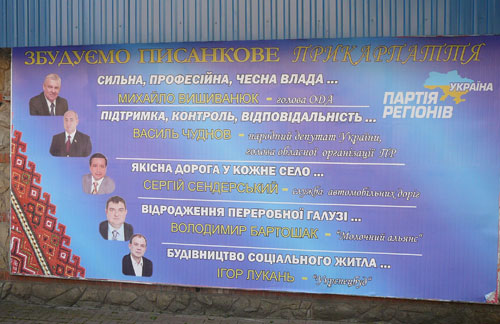 ЗБУДУЄМО ПИСАНКОВЕ ПРИКАРПАТТЯ
СИЛЬНА, ПРОФЕСІЙНА, ЧЕСНА ВЛАДА ...
МИХАЙЛО ВИШИВАНЮК - голова ОДА
ПІДТРИМКА, КОНТРОЛЬ, ВІДПОВІДАЛЬНІСТЬ ...
ВАСИЛЬ ЧУДНОВ - народний депутат України,
голова обласної організації ПР
ЯКІСНА ДОРОГА У КОЖНЕ СЕЛО ...
СЕРГІЙ СЕНДЕРСЬКИЙ - служба автомобільних доріг
ВІДРОДЖЕННЯ ПЕРЕРОБНОЇ ГАЛУЗІ ...
ВОЛОДИМИР БАРТОШАК - "Молочний альянс"
БУДІВНИЦТВО СОЦІАЛЬНОГО ЖИТЛА ...
ІГОР ЛУКАНЬ -
УКРАЇНА
ПАРТІЯ
РЕГІОНІВ